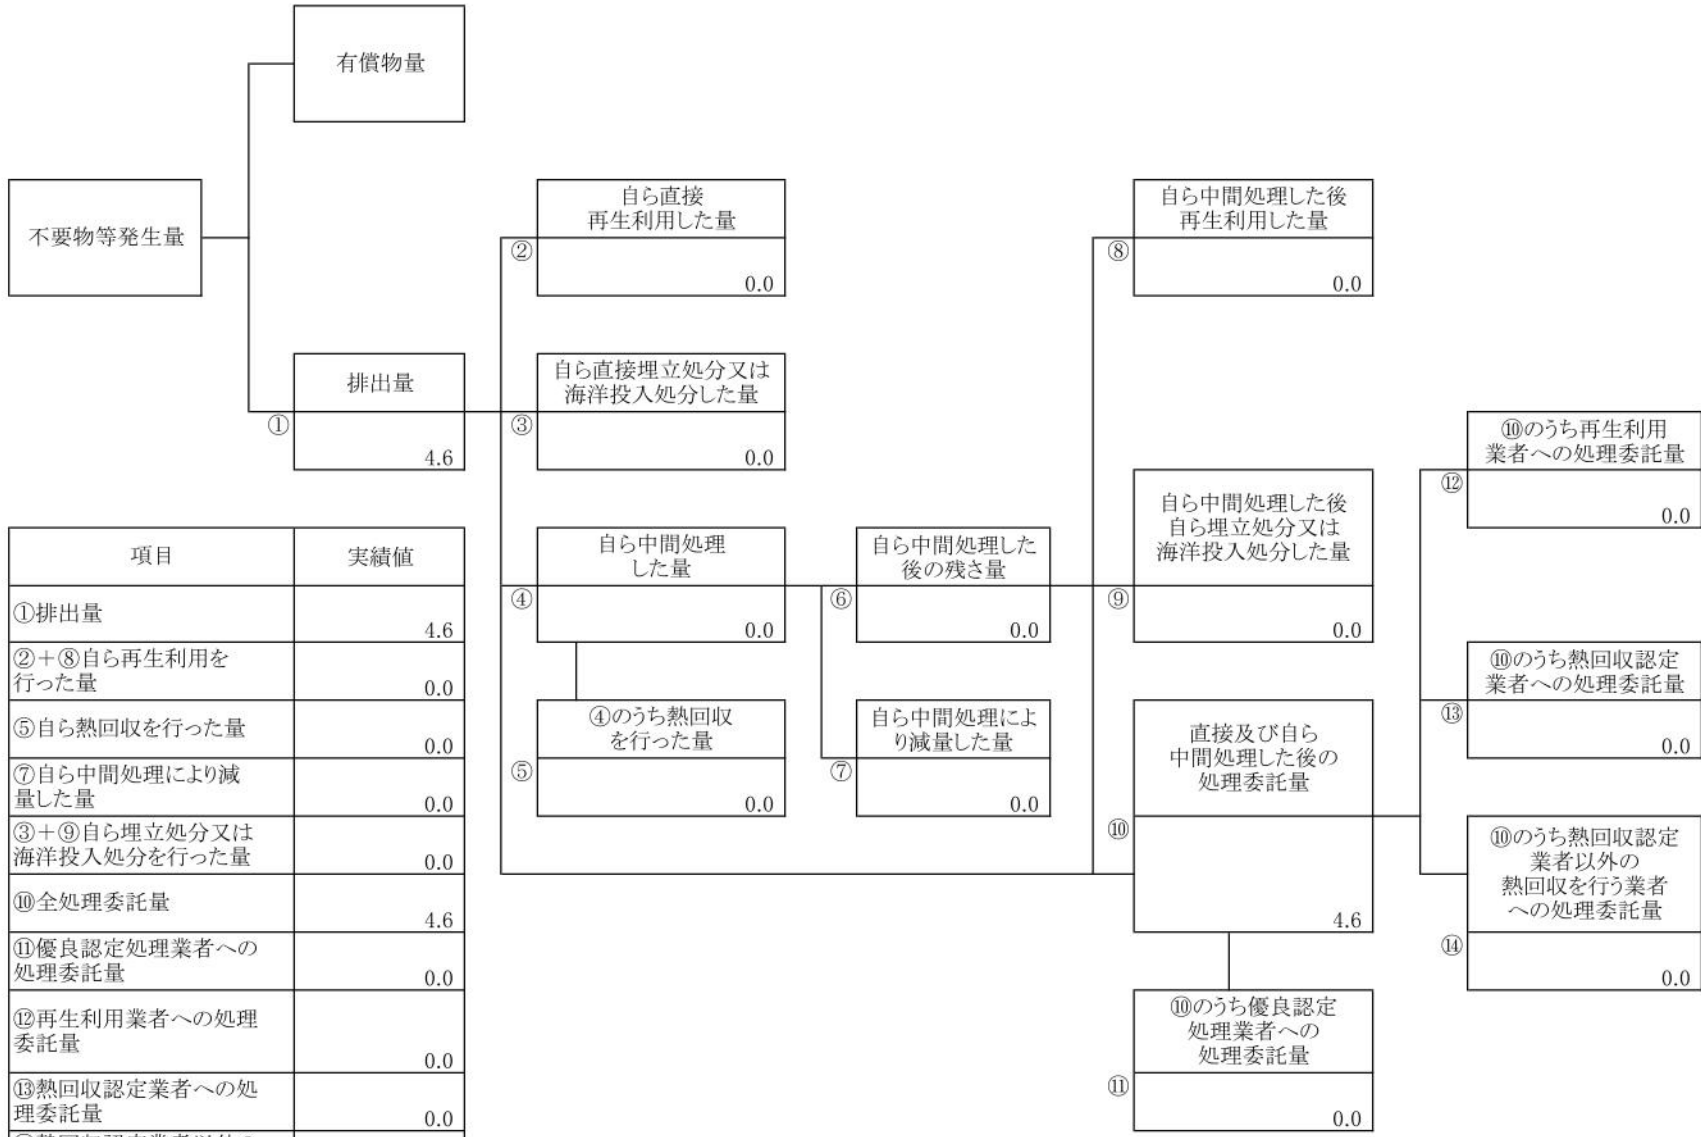 有償物量
不要物等発生量
自ら直接
再生利用した量
②
0.0
自ら中間処理した後
再生利用した量
⑧
0.0
排出量
①
4.6
自ら直接埋立処分又は
海洋投入処分した量
③
0.0
⑩のうち再生利用
業者への処理委託量
⑫
0.0
自ら中間処理
した量
④
0.0
自ら中間処理した
後の残さ量
⑥
0.0
自ら中間処理した後
自ら埋立処分又は
海洋投入処分した量
⑨
0.0
⑩のうち熱回収認定
業者への処理委託量
⑬
0.0
④のうち熱回収
を行った量
⑤
0.0
自ら中間処理によ
り減量した量
⑦
0.0
直接及び自ら
中間処理した後の
処理委託量
⑩
4.6
⑩のうち熱回収認定
業者以外の
熱回収を行う業者
への処理委託量
⑭
0.0
⑩のうち優良認定
処理業者への
処理委託量
⑪
0.0
項目 実績値
①排出量
4.6
②+⑧自ら再生利用を
行った量
0.0
⑤自ら熱回収を行った量
0.0
⑦自ら中間処理により減
量した量
0.0
③+⑨自ら埋立処分又は
海洋投入処分を行った量
0.0
⑩全処理委託量
4.6
⑪優良認定処理業者への
処理委託量
0.0
⑫再生利用業者への処理
委託量
0.0
⑬熱回収認定業者への処
理委託量
0.0